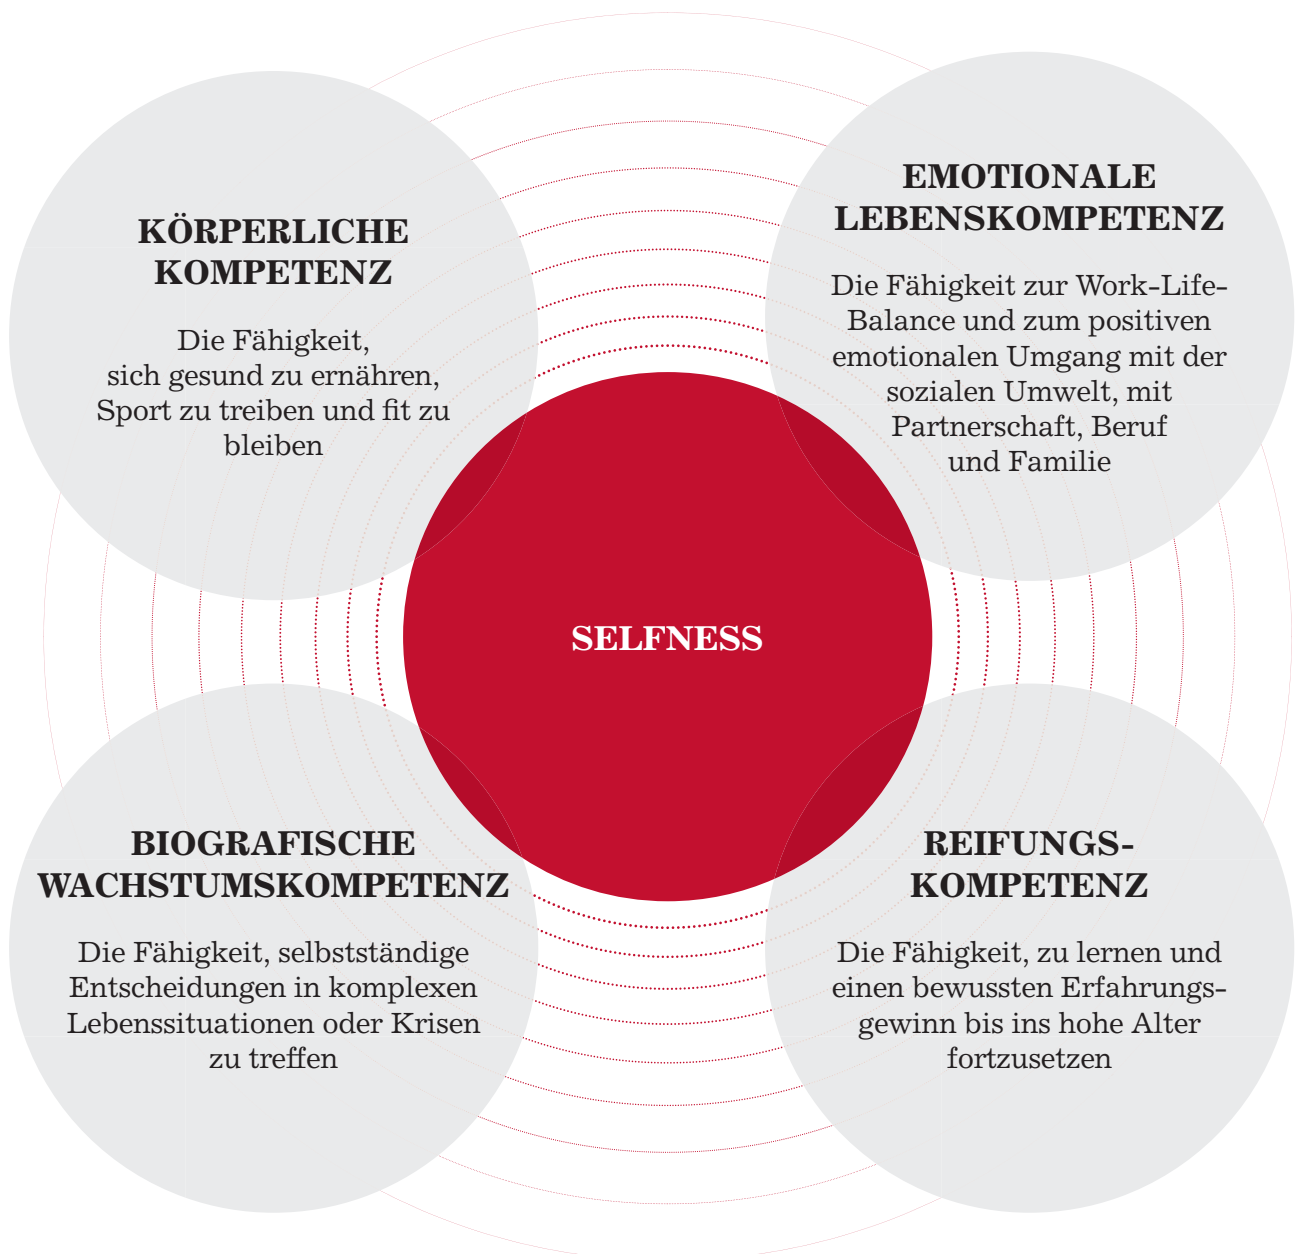 KÖRPERLICHE
KOMPETENZ
Die Fähigkeit,
sich gesund zu ernähren,
Sport zu treiben und fit zu
bleiben
EMOTIONALE
LEBENSKOMPETENZ
Die Fähigkeit zur Work-Life-
Balance und zum positiven
emotionalen Umgang mit der
sozialen Umwelt, mit
Partnerschaft, Beruf
und Familie
SELFNESS
BIOGRAFISCHE
WACHSTUMSKOMPETENZ
Die Fähigkeit, selbstständige
Entscheidungen in komplexen
Lebenssituationen oder Krisen
zu treffen
REIFUNGS-
KOMPETENZ
Die Fähigkeit, zu lernen und
einen bewussten Erfahrungs-
gewinn bis ins hohe Alter
fortzusetzen